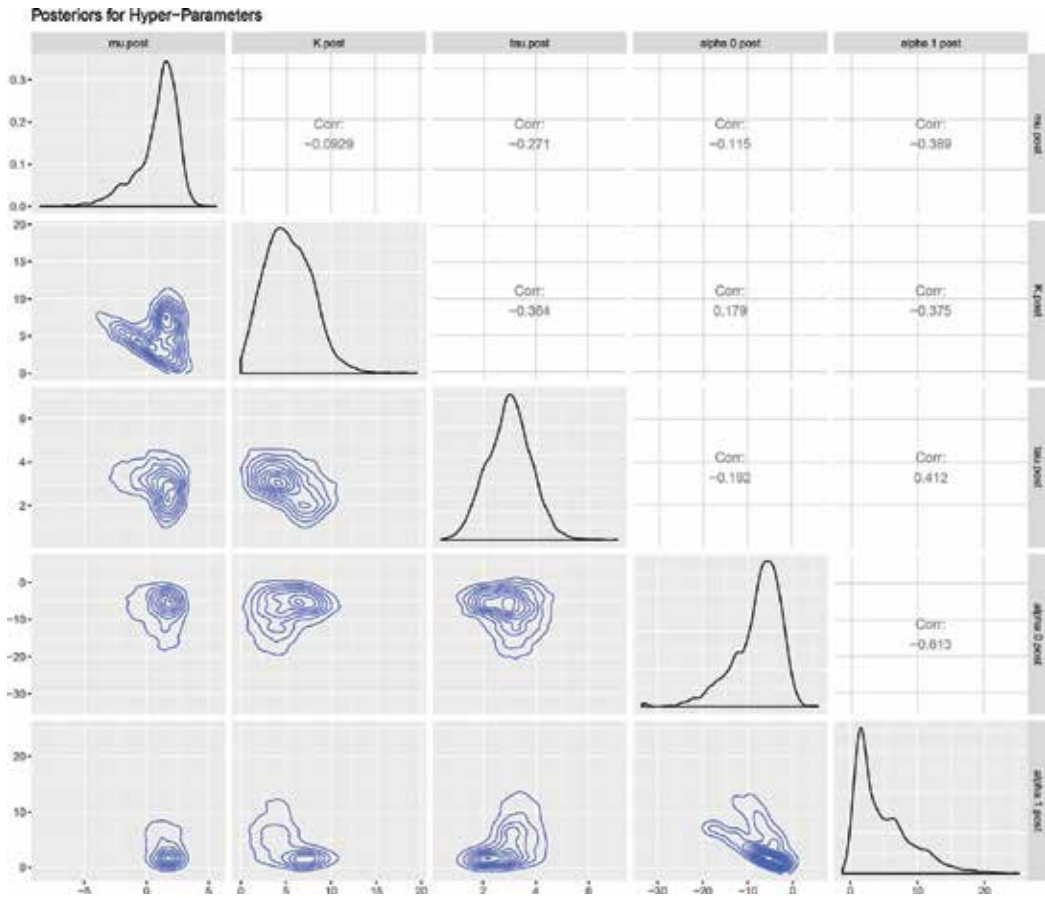 Posteriors for Hyper-Parameters
mu.post K.post tau.post alpha 0.post alpha 1.post
0.3
0.2
0.1
0.0
Corr:
-0.0929
Corr:
-0.271
Corr:
-0.115
Corr:
-0.389
mu.post
20
15
10
5
0
Corr:
-0.364
Corr:
0.179
Corr:
-0.375
K.post
6
4
2
Corr:
-0.192
Corr:
0.412
tau.post
0
-10
-20
-30
Corr:
-0.613
alpha 0.post
20
10
0
alpha 1.post
-5 0 5 0 5 10 15 20 2 4 6 -30 -20 -10 0 0 10 20